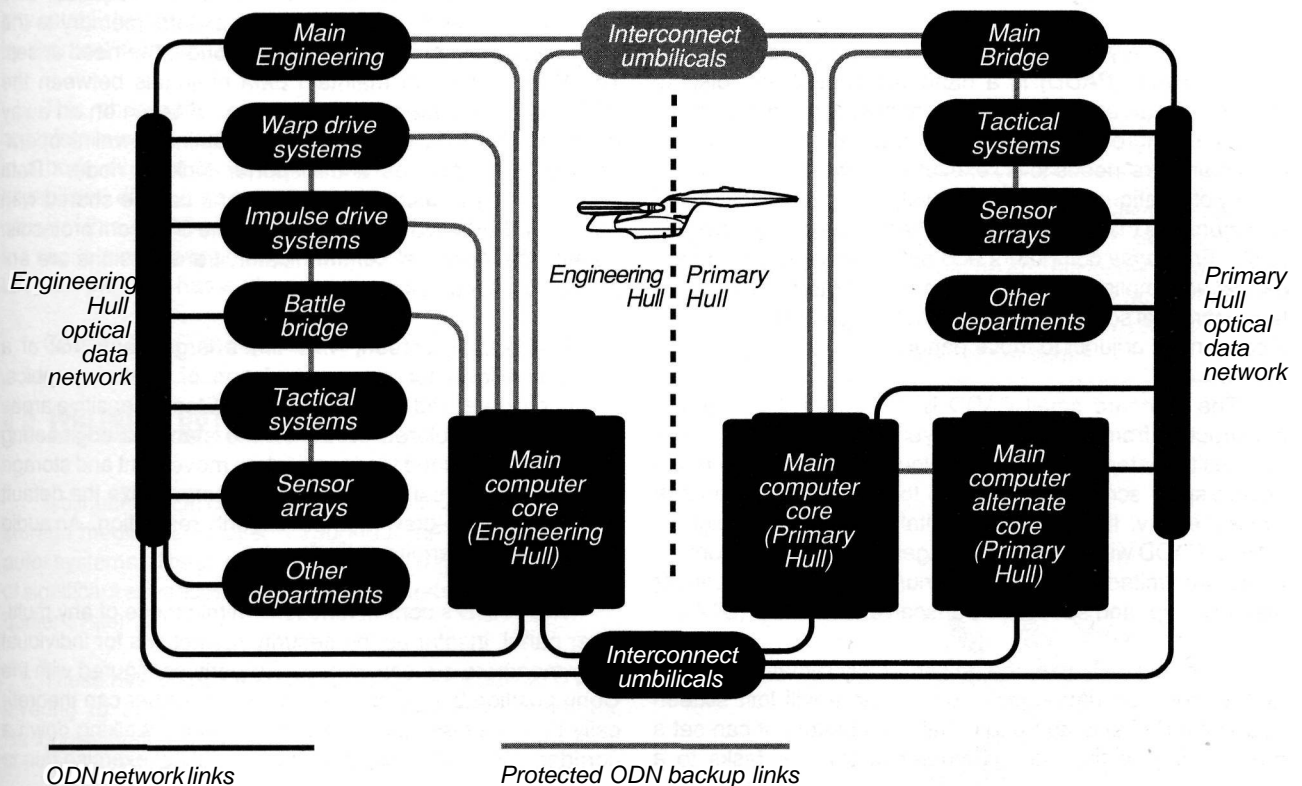 Main
Engineering
Interconnect
umbilicals
Main
Bridge
Warp drive
systems
Tactical
systems
Impulse drive
systems
Sensor
arrays
Engineering
Hull
optical
data
network
Battle
bridge
Engineering
Hull
Primary
Hull
Other
departments
Primary
Hull
optical
data
network
Tactical
systems
Sensor
arrays
Other
departments
Main
computer
core
(Engineering
Hull)
Main
computer
core
(Primary
Hull)
Main
computer
alternate
core
(Primary
Hull)
Interconnect
umbilicals
ODN network links
Protected ODN backup links